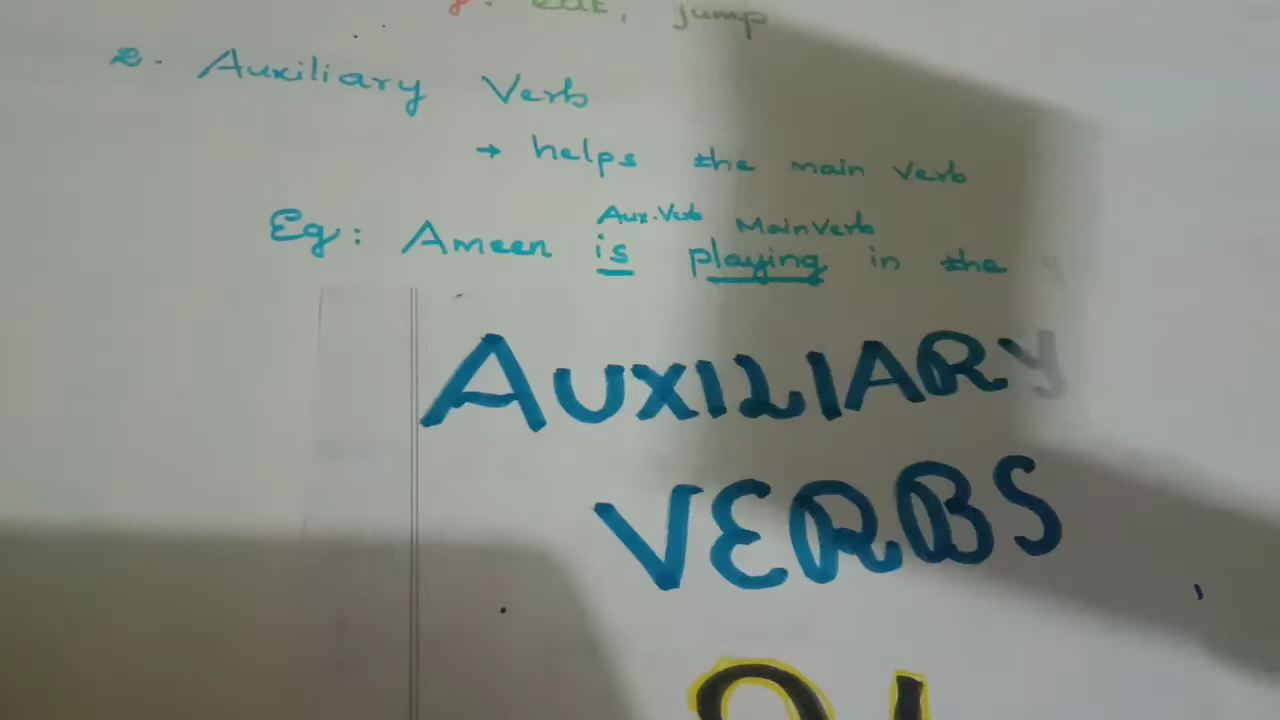 jump
2. Auxiliary Verb
→ helps the main verb
Aux.Verb Main Verb
Eg: Ameen is playing in the
AUXILIARY
VERBS